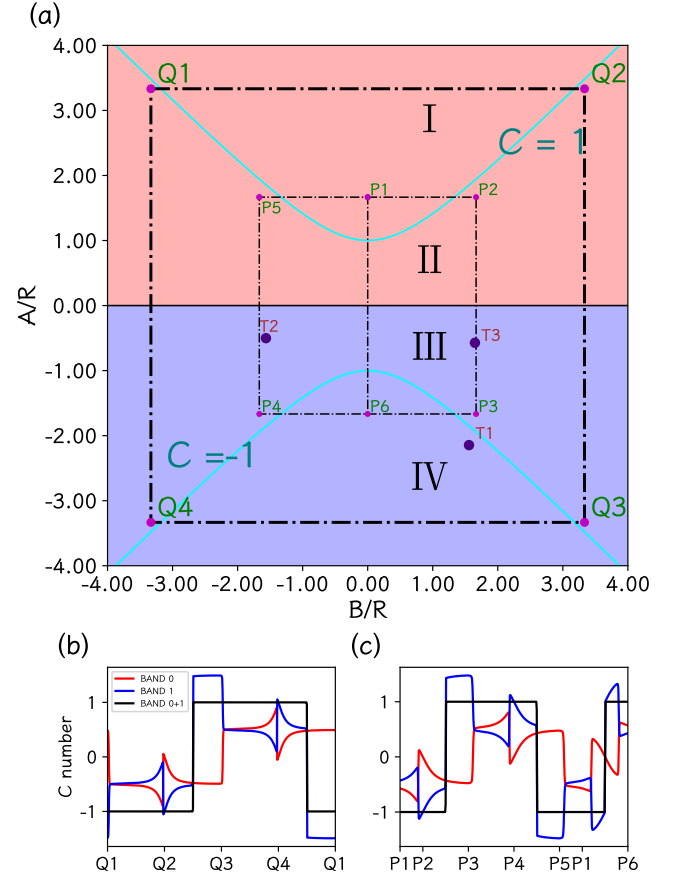 (a)
4.00
3.00
2.00
1.00
0.00
-1.00
-2.00
-3.00
-4.00
A/R
Q1
Q2
I
C = 1
P5
P1
P2
II
T2
III
T3
P4
P6
P3
T1
C =-1
IV
Q4
Q3
-4.00 -3.00 -2.00 -1.00 0.00 1.00 2.00 3.00 4.00
B/R
(b)
BAND 0
BAND 1
BAND 0+1
C number
1
0
-1
Q1 Q2 Q3 Q4 Q1
(c)
1
0
-1
P1 P2 P3 P4 P5 P1 P6